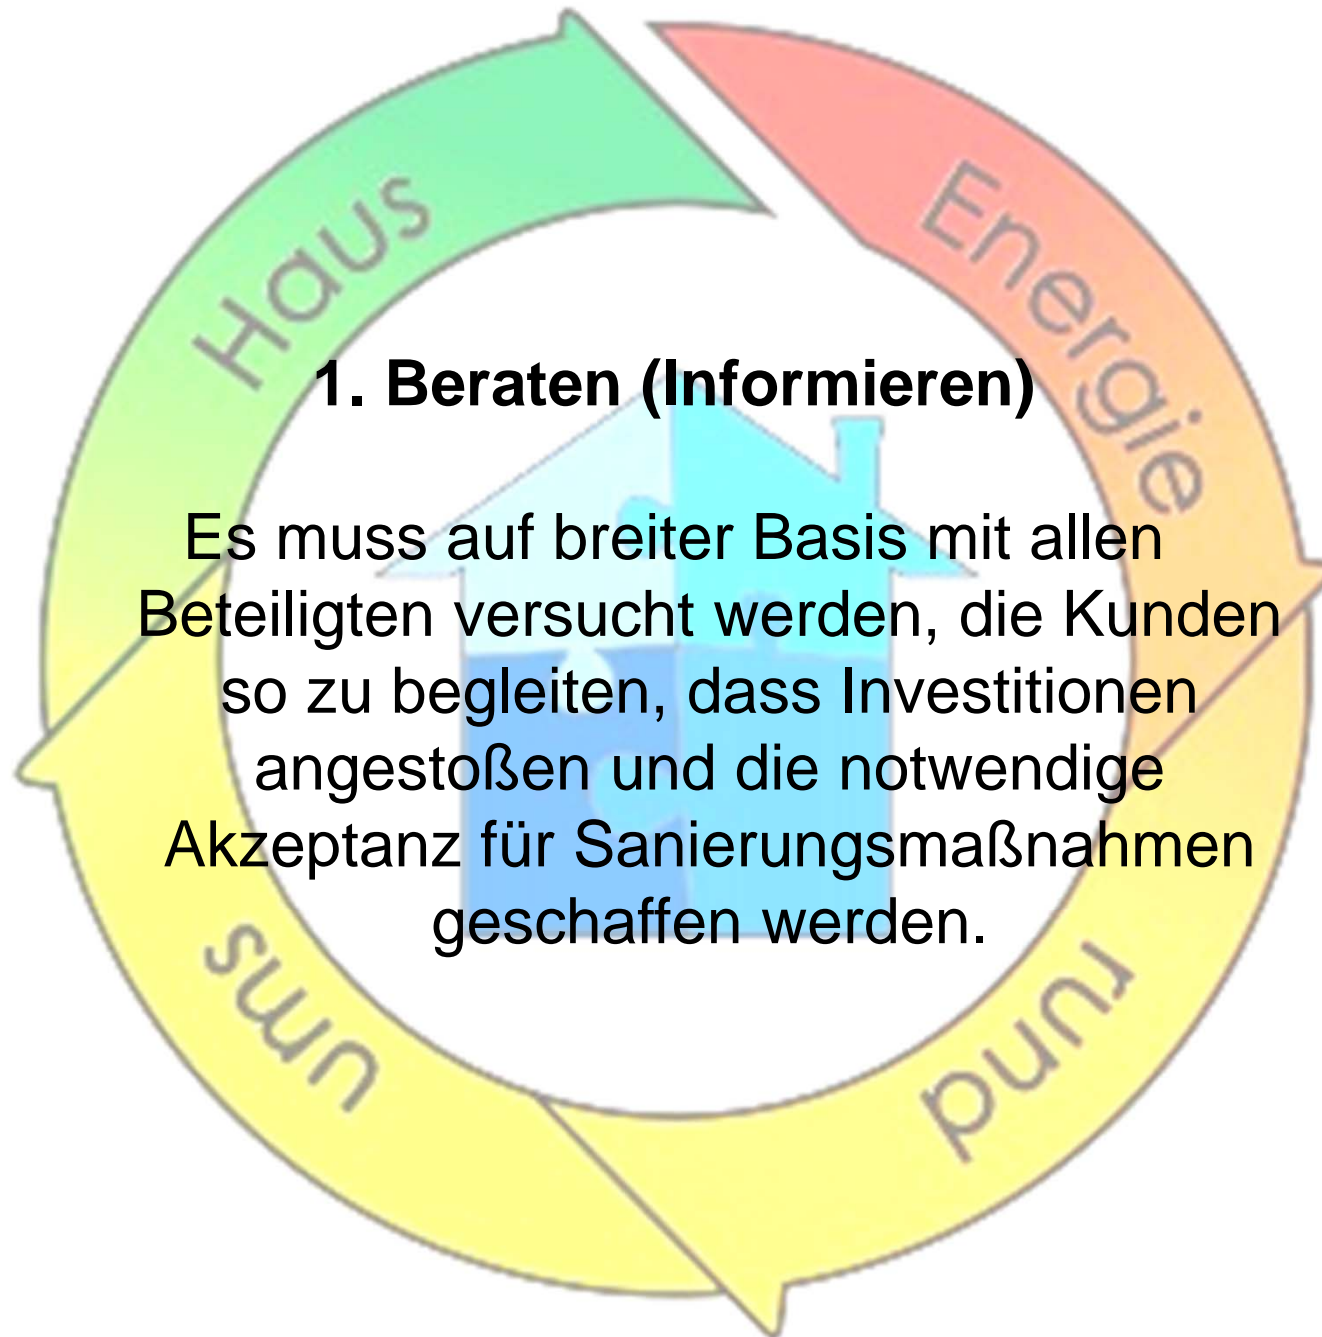 Haus
Energie
1. Beraten (Informieren)
Es muss auf breiter Basis mit allen
Beteiligten versucht werden, die Kunden
so zu begleiten, dass Investitionen
angestoßen und die notwendige
Akzeptanz für Sanierungsmaßnahmen
geschaffen werden.
ums
rund